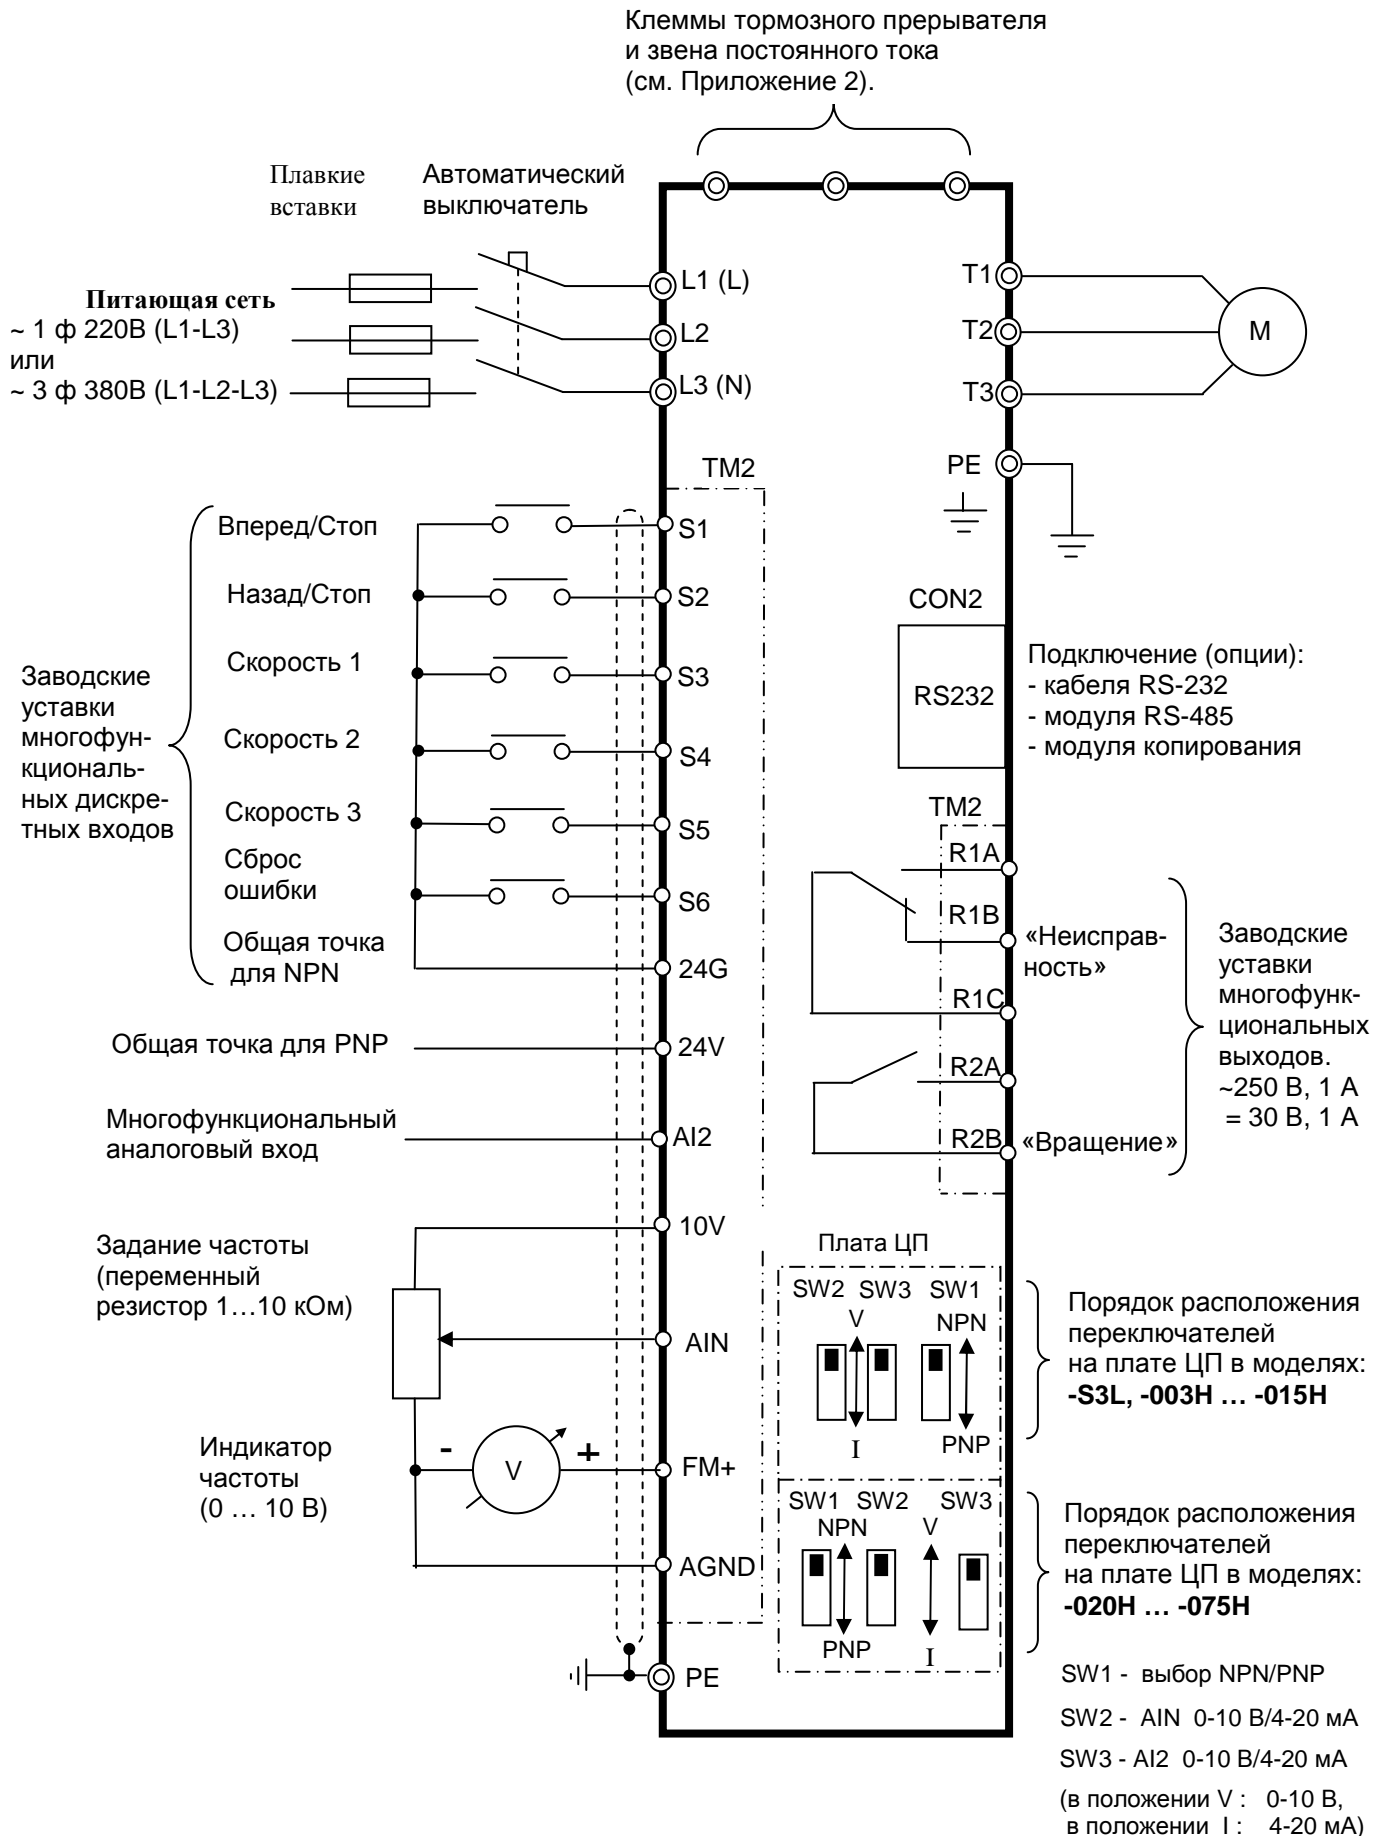 Клеммы тормозного прерывателя
и звена постоянного тока
(см. Приложение 2).
Плавкие
вставки
Автоматический
выключатель
Питающая сеть
~ 1 ф 220В (L1-L3)
или
~ 3 ф 380В (L1-L2-L3)
L1 (L)
L2
L3 (N)
T1
T2
T3
M
PE
TM2
Заводские
уставки
многофун-
кциональ-
ных дискре-
тных входов
Вперед/Стоп
Назад/Стоп
Скорость 1
Скорость 2
Скорость 3
Сброс
ошибки
Общая точка
для NPN
S1
S2
S3
S4
S5
S6
24G
Общая точка для PNP
24V
Многофункциональный
аналоговый вход
AI2
10V
Задание частоты
(переменный
резистор 1…10 кОм)
AIN
Индикатор
частоты
(0 … 10 В)
- V +
FM+
AGND
PE
CON2
RS232
Подключение (опции):
- кабеля RS-232
- модуля RS-485
- модуля копирования
TM2
R1A
R1B
R1C
R2A
R2B
«Неисправ-
ность»
«Вращение»
Заводские
уставки
многофунк-
циональных
выходов.
~250 В, 1 А
= 30 В, 1 А
Плата ЦП
SW2 SW3 SW1
V NPN
I PNP
Порядок расположения
переключателей
на плате ЦП в моделях:
-S3L, -003H … -015H
SW1 SW2 SW3
NPN V
PNP I
Порядок расположения
переключателей
на плате ЦП в моделях:
-020H … -075H
SW1 - выбор NPN/PNP
SW2 - AIN 0-10 В/4-20 мА
SW3 - AI2 0-10 В/4-20 мА
(в положении V : 0-10 В,
в положении I : 4-20 мА)